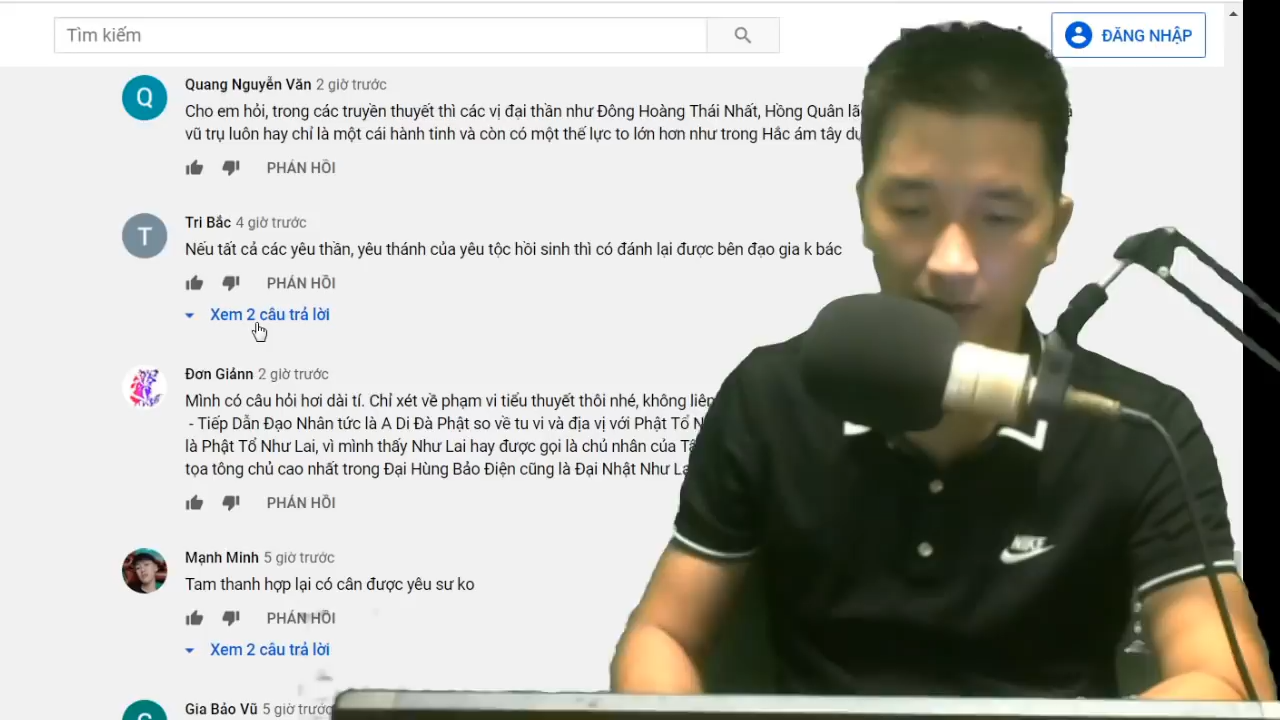 Tìm kiếm
ĐĂNG NHẬP
Quang Nguyễn Văn 2 giờ trước
Cho em hỏi, trong các truyền thuyết thì các vị đại thần như Đông Hoàng Thái Nhất, Hồng Quân
vũ trụ luôn hay chỉ là một cái hành tinh và còn có một thế lực to lớn hơn như trong Hắc ám tây
PHẢN HỒI
Tri Bắc 4 giờ trước
Nếu tất cả các yêu thần, yêu thánh của yêu tộc hồi sinh thì có đánh lại được bên đạo gia k bác
PHẢN HỒI
Xem 2 câu trả lời
Đơn Giảnn 2 giờ trước
Mình có câu hỏi hơi dài tí. Chỉ xét về phạm vi tiểu thuyết thôi nhé, không
- Tiếp Dẫn Đạo Nhân tức là A Di Đà Phật so về tu vi và địa vị với Phật Tổ
là Phật Tổ Như Lai, vì mình thấy Như Lai hay được gọi là chủ nhân của
tọa tông chủ cao nhất trong Đại Hùng Bảo Điện cũng là Đại Nhật Như
PHẢN HỒI
Mạnh Minh 5 giờ trước
Tam thanh hợp lại có cân được yêu sư ko
PHẢN HỒI
Xem 2 câu trả lời
Gia Bảo Vũ 5 giờ trước
Q
T
NIKE